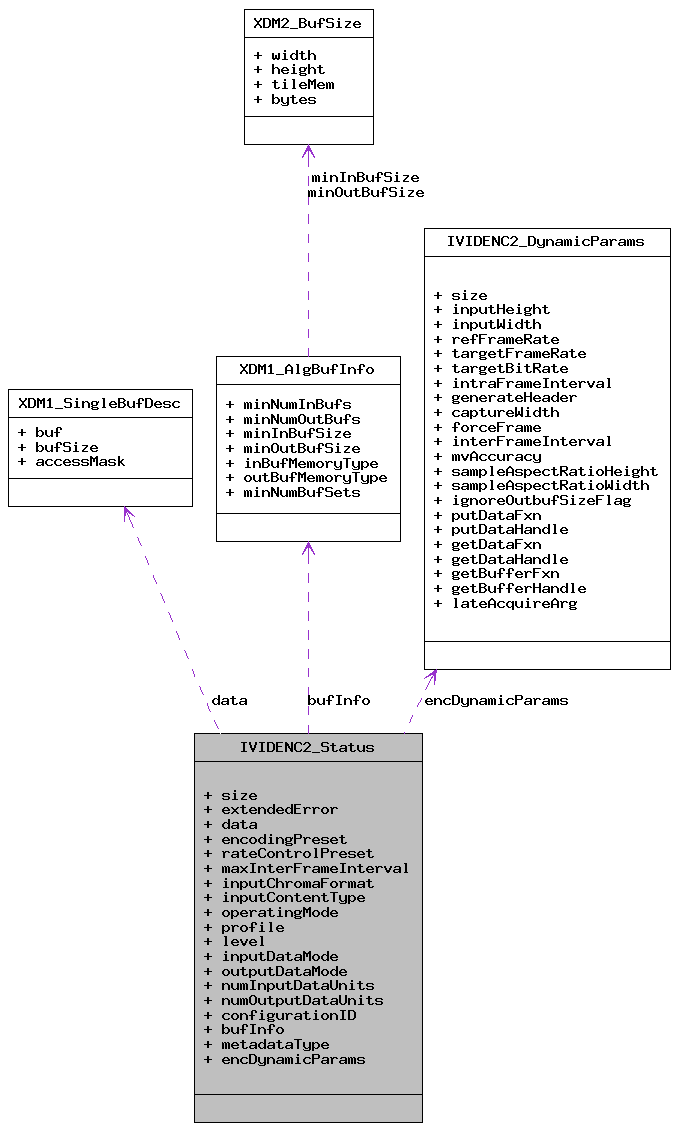 XDM2_BufSize
+ width
+ height
+ tileMem
+ bytes
minInBufSize
minOutBufSize
IVIDENC2_DynamicParams
+ size
+ inputHeight
+ inputWidth
+ refFrameRate
+ targetFrameRate
+ targetBitRate
+ intraFrameInterval
+ generateHeader
+ captureWidth
+ forceFrame
+ interFrameInterval
+ mvAccuracy
+ sampleAspectRatioHeight
+ sampleAspectRatioWidth
+ ignoreOutbufSizeFlag
+ putDataFxn
+ putDataHandle
+ getDataFxn
+ getDataHandle
+ getBufferFxn
+ getBufferHandle
+ lateAcquireArg
XDM1_AlgBufInfo
+ minNumInBufs
+ minNumOutBufs
+ minInBufSize
+ minOutBufSize
+ inBufMemoryType
+ outBufMemoryType
+ minNumBufSets
XDM1_SingleBufDesc
+ buf
+ bufSize
+ accessMask
data
bufInfo
encDynamicParams
IVIDENC2_Status
+ size
+ extendedError
+ data
+ encodingPreset
+ rateControlPreset
+ maxInterFrameInterval
+ inputChromaFormat
+ inputContentType
+ operatingMode
+ profile
+ level
+ inputDataMode
+ outputDataMode
+ numInputDataUnits
+ numOutputDataUnits
+ configurationID
+ bufInfo
+ metadataType
+ encDynamicParams